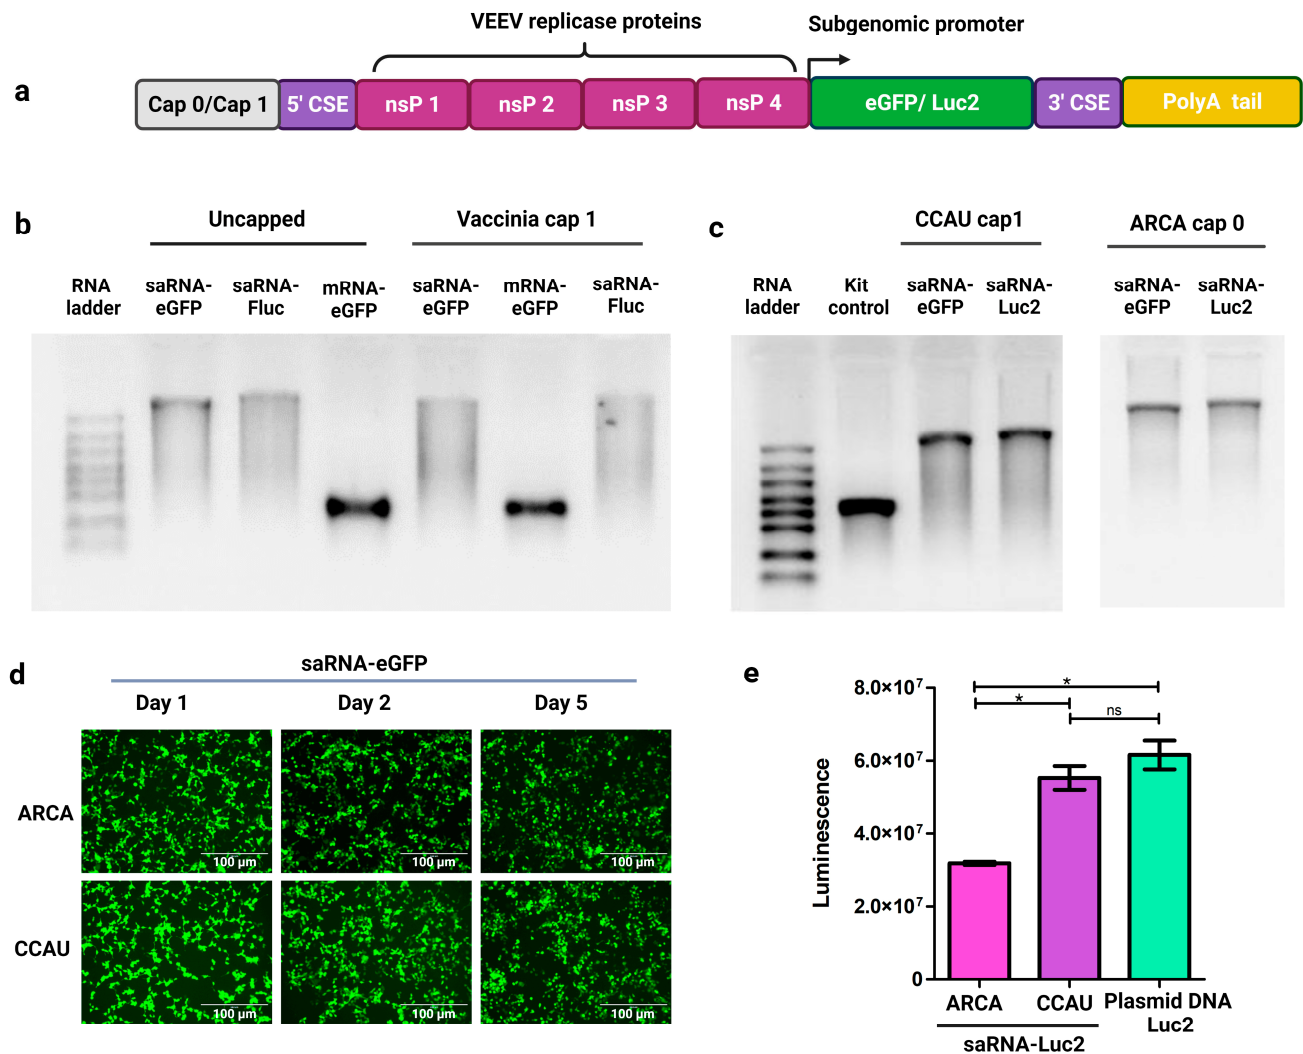 VEEV replicase proteins
Subgenomic promoter
a
Cap 0/Cap 1
5' CSE
nsP 1
nsP 2
nsP 3
nsP 4
eGFP/ Luc2
3' CSE
PolyA tail
b
Uncapped
Vaccinia cap 1
RNA
ladder
saRNA-
eGFP
saRNA-
Fluc
mRNA-
eGFP
saRNA-
eGFP
mRNA-
eGFP
saRNA-
Fluc
c
CCAU cap1
ARCA cap 0
RNA
ladder
Kit
control
saRNA-
eGFP
saRNA-
Luc2
saRNA-
eGFP
saRNA-
Luc2
d
saRNA-eGFP
Day 1
Day 2
Day 5
ARCA
100 µm
100 µm
100 µm
CCAU
100 µm
100 µm
100 µm
e
8.0×10⁷
6.0×10⁷
4.0×10⁷
2.0×10⁷
0
Luminescence
*
*
ns
ARCA
CCAU
Plasmid DNA
Luc2
saRNA-Luc2